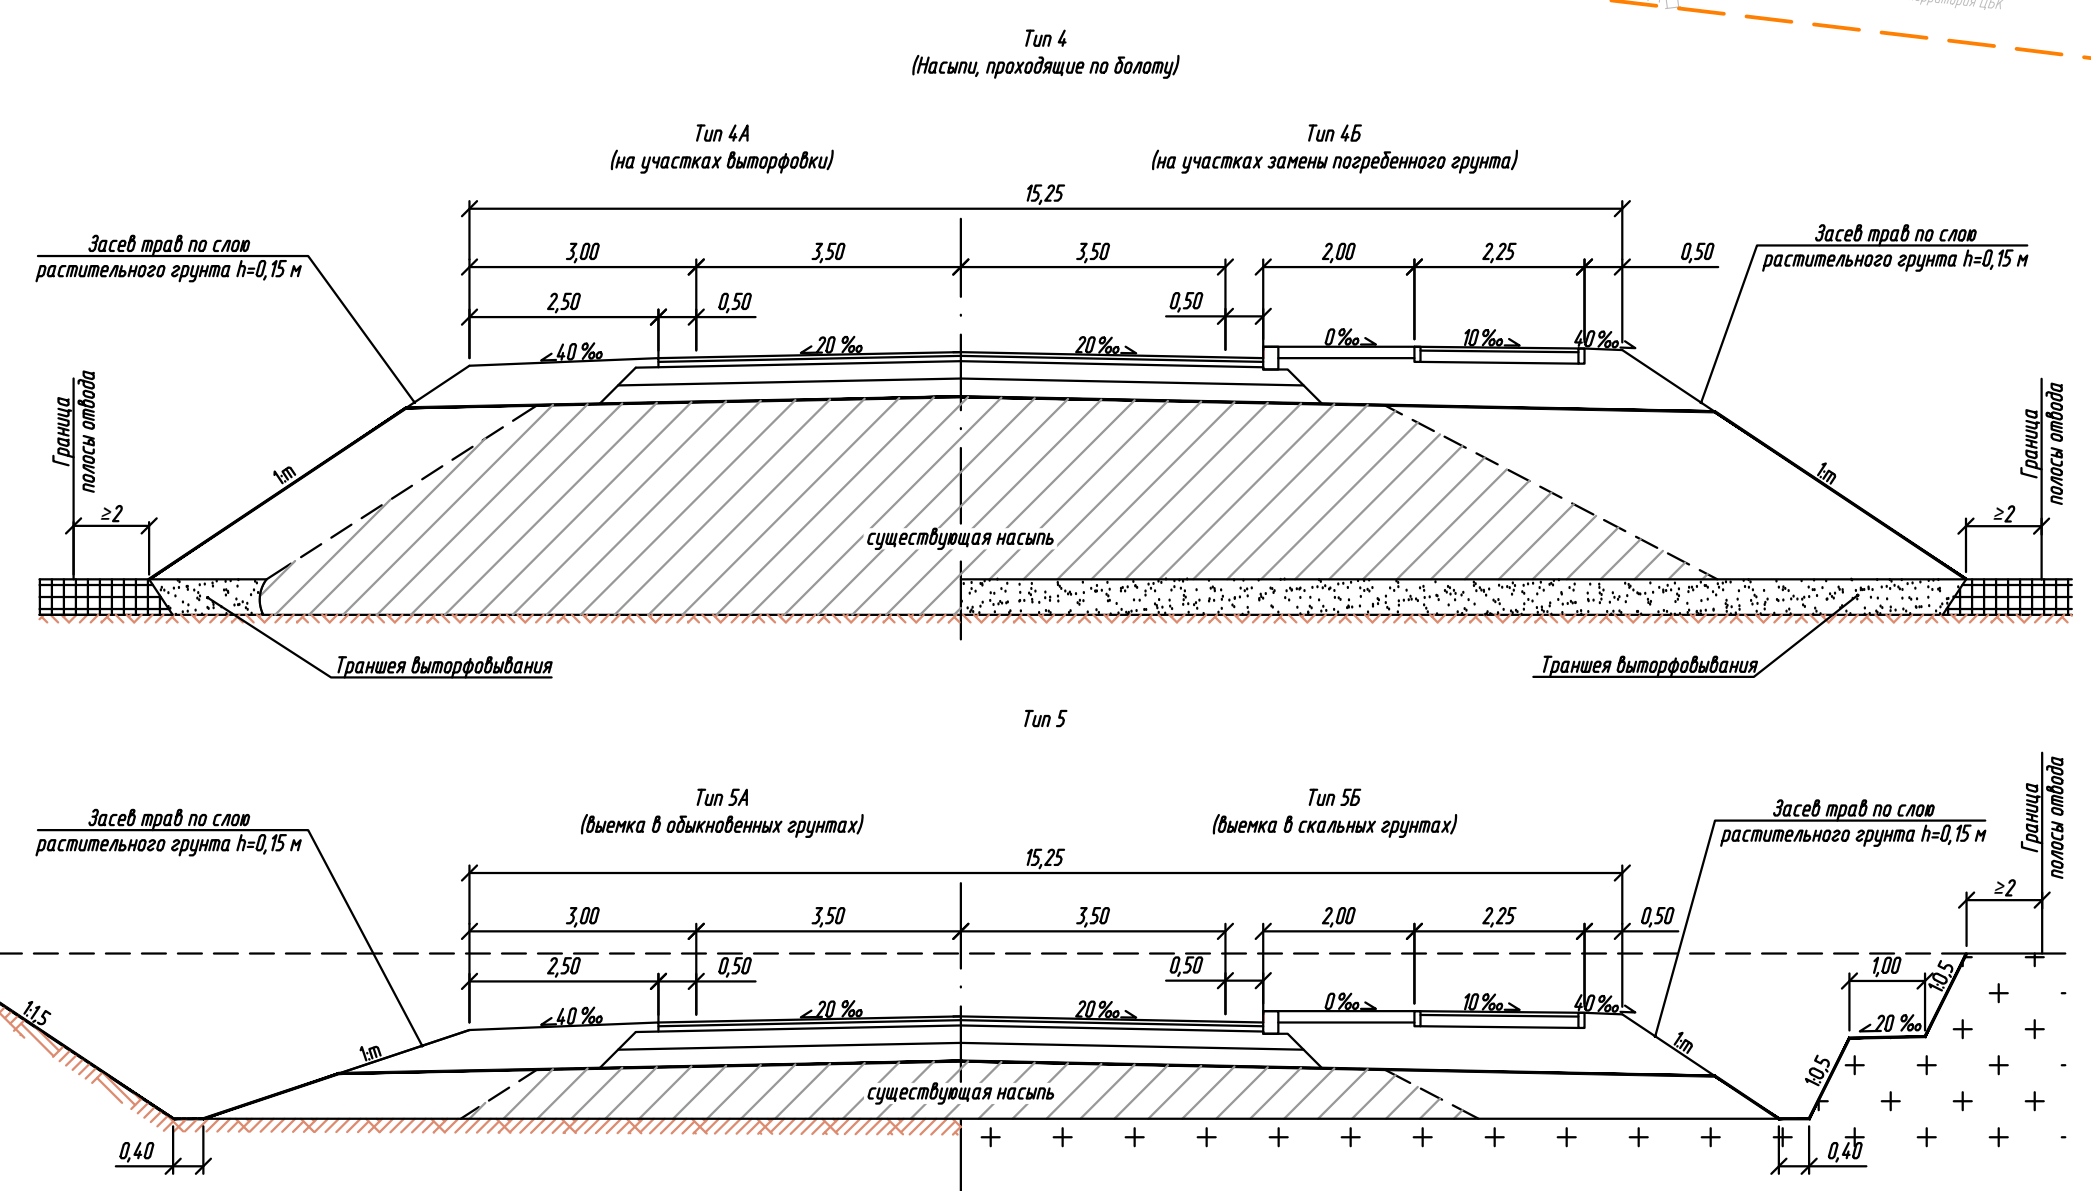 территория ЦБК
Тип 4
(Насыпи, проходящие по болоту)
Тип 4А
(на участках выторфовки)
Тип 4Б
(на участках замены погребенного грунта)
15,25
Засев трав по слою
растительного грунта h=0,15 м
Засев трав по слою
растительного грунта h=0,15 м
3,00
3,50
3,50
2,00
2,25
0,50
2,50
0,50
0,50
40 ‰
20 ‰
20 ‰
0‰
10‰
40‰
Граница
полосы отвода
Граница
полосы отвода
1:m
1:m
≥2
≥2
существующая насыпь
Траншея выторфовывания
Траншея выторфовывания
Тип 5
Тип 5А
(выемка в обыкновенных грунтах)
Тип 5Б
(выемка в скальных грунтах)
15,25
Засев трав по слою
растительного грунта h=0,15 м
Засев трав по слою
растительного грунта h=0,15 м
Граница
полосы отвода
≥2
3,00
3,50
3,50
2,00
2,25
0,50
2,50
0,50
0,50
1,00
1:0,5
1:1,5
40 ‰
20 ‰
20 ‰
0‰
10‰
40‰
20 ‰
1:m
1:m
1:0,5
существующая насыпь
0,40
0,40